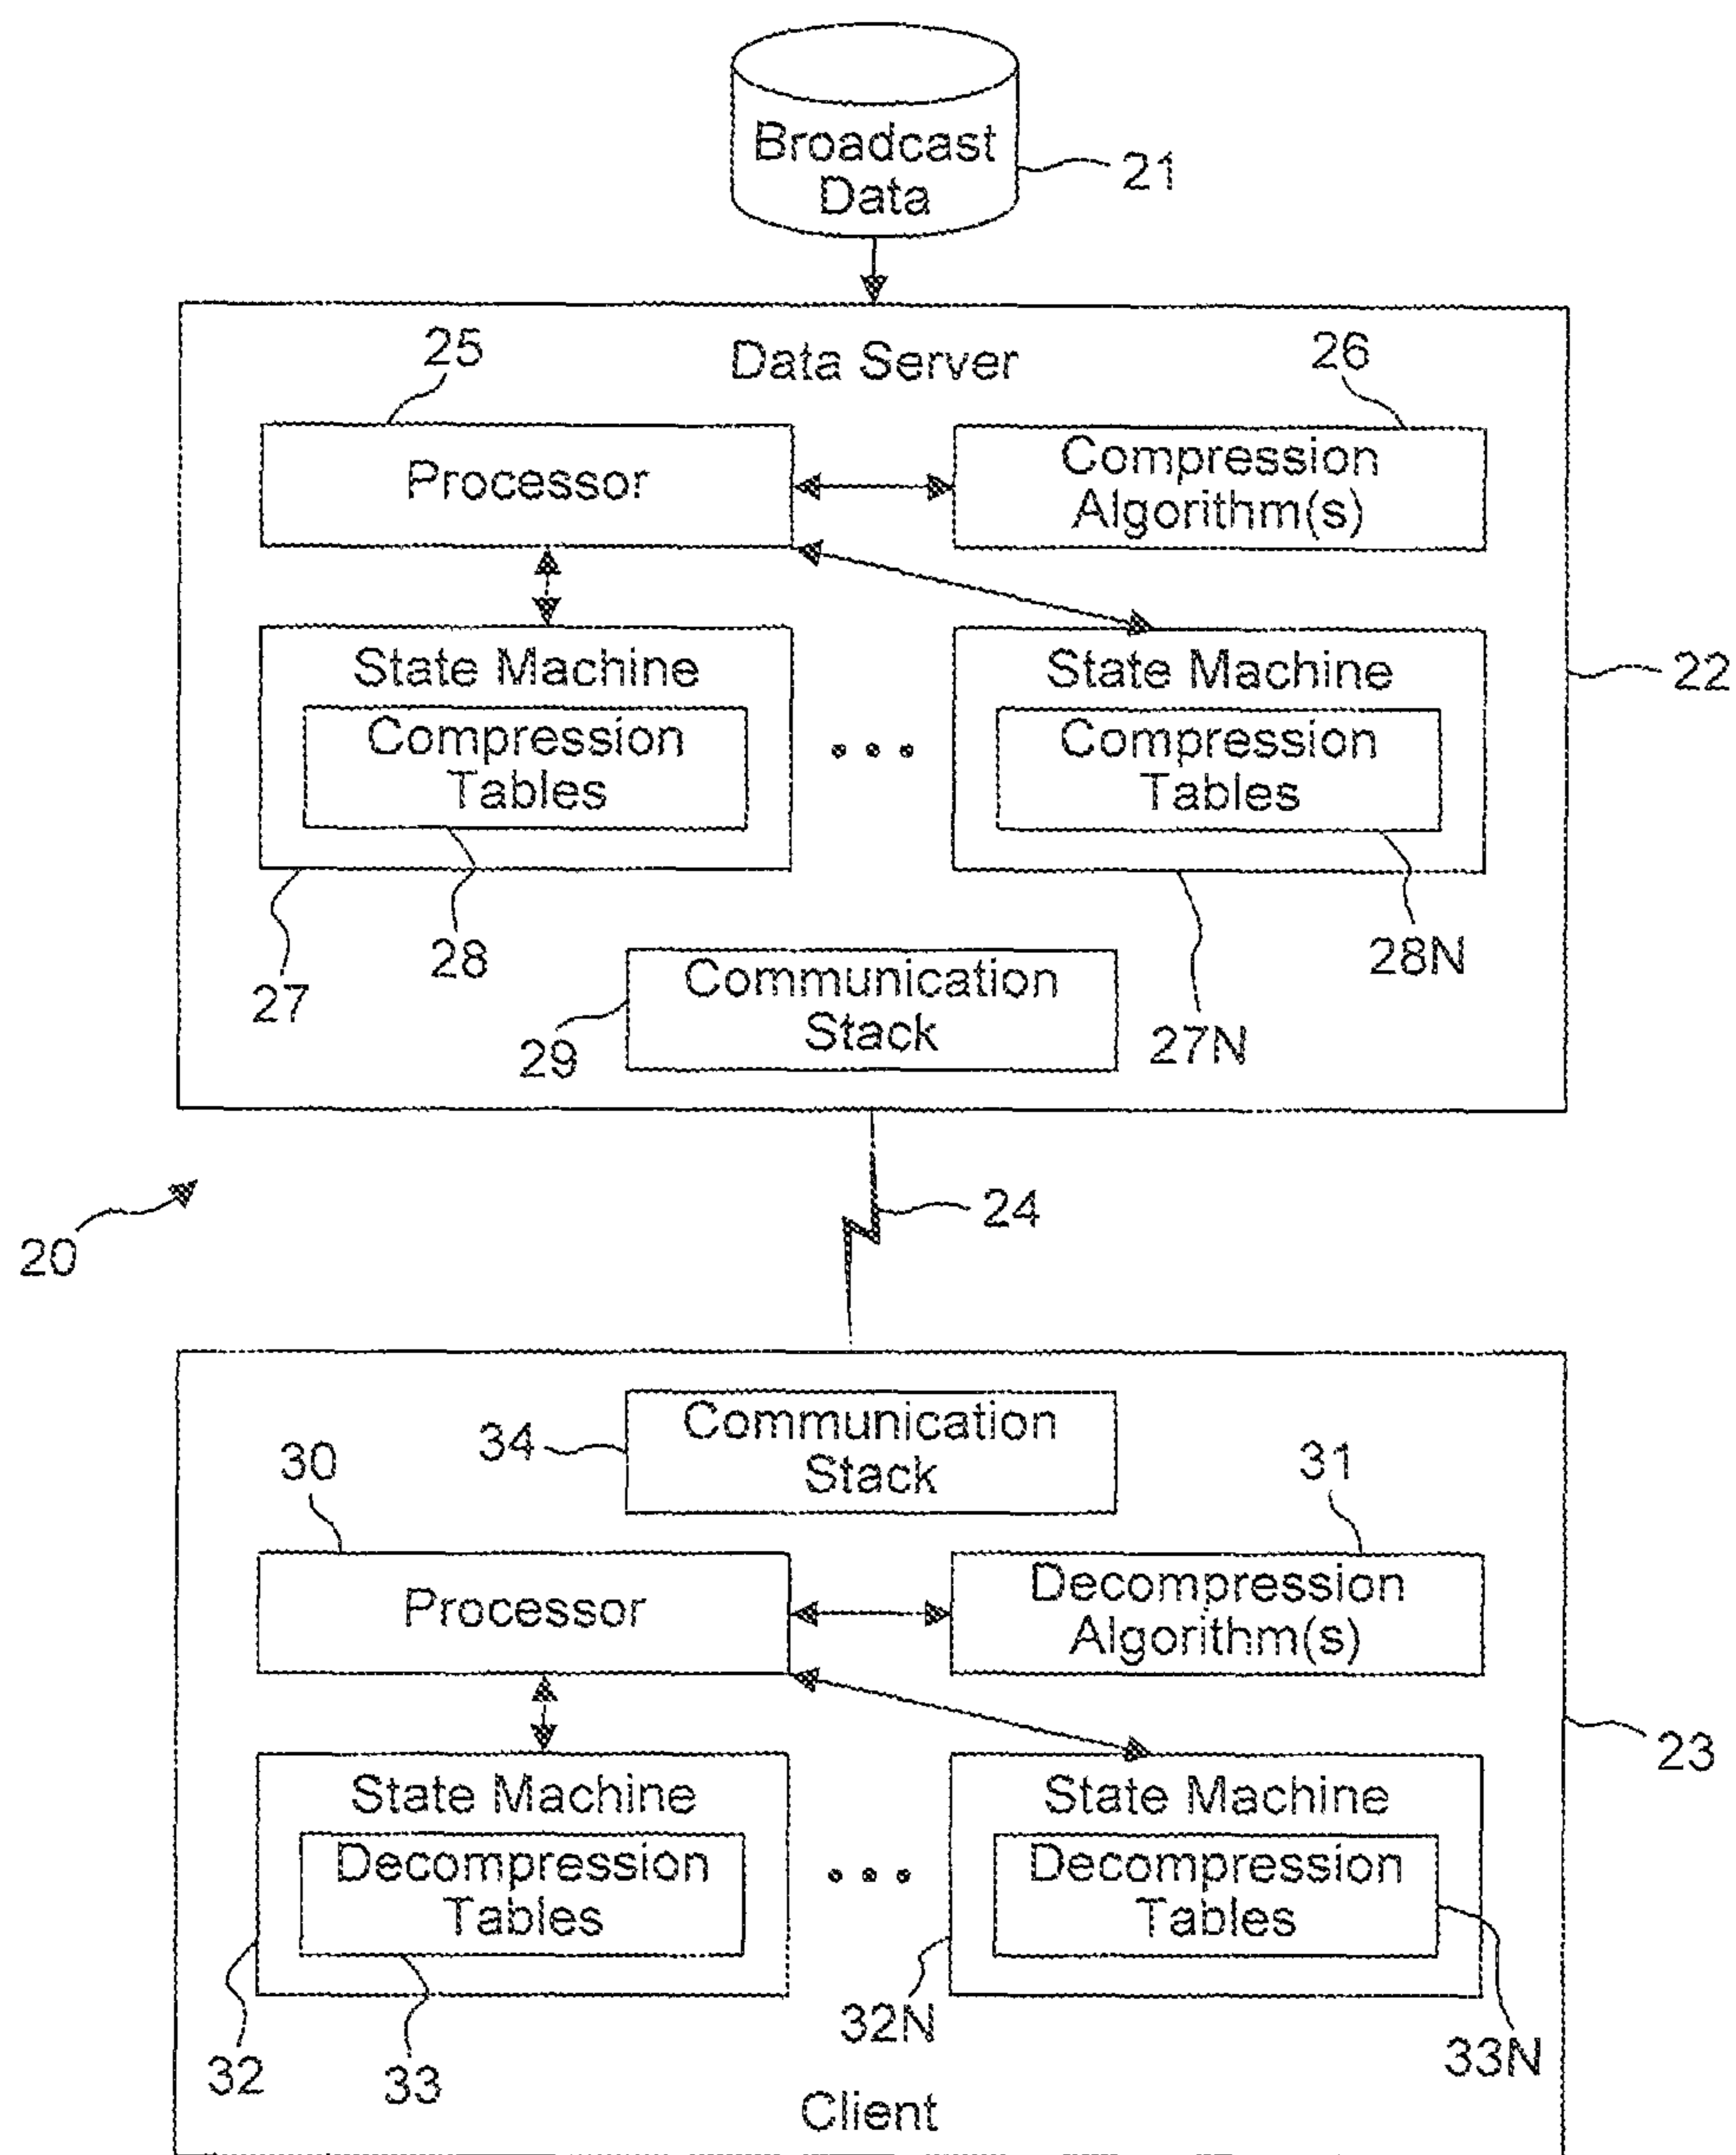 Broadcast
Data
21
Data Server
25
26
Processor
Compression
Algorithm(s)
State Machine
Compression
Tables
State Machine
Compression
Tables
22
27
28
28N
27N
Communication
Stack
29
24
20
34
Communication
Stack
30
31
Processor
Decompression
Algorithm(s)
State Machine
Decompression
Tables
State Machine
Decompression
Tables
23
32
33
32N
33N
Client